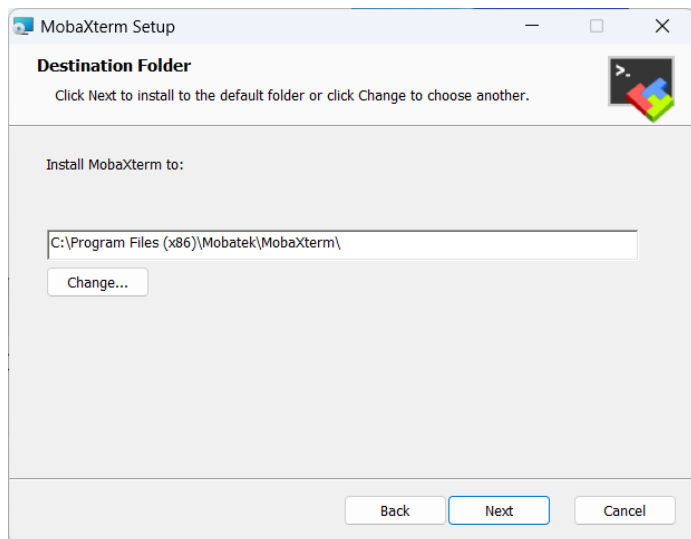 MobaXterm Setup
Destination Folder
Click Next to install to the default folder or click Change to choose another.
>.
Install MobaXterm to:
C:\Program Files (x86)\Mobatek\MobaXterm\
Change...
Back Next Cancel